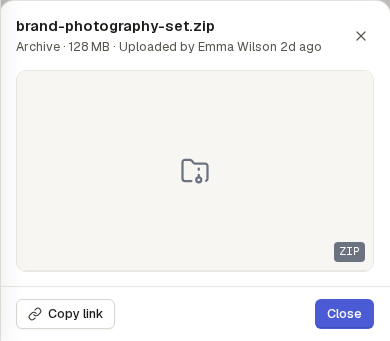 brand-photography-set.zip
Archive · 128 MB · Uploaded by Emma Wilson 2d ago
ZIP
Copy link
Close